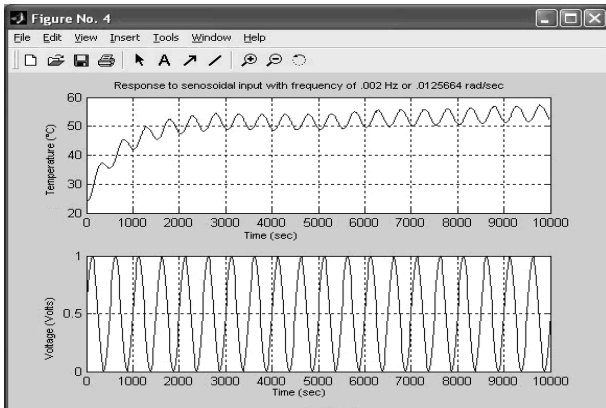 Figure No. 4
File Edit View Insert Tools Window Help
A
Response to senosoidal input with frequency of .002 Hz or .0125664 rad/sec
60
50
40
30
20
Temperature (°C)
0 1000 2000 3000 4000 5000 6000 7000 8000 9000 10000
Time (sec)
1
0.5
0
Voltage (Volts)
0 1000 2000 3000 4000 5000 6000 7000 8000 9000 10000
Time (sec)